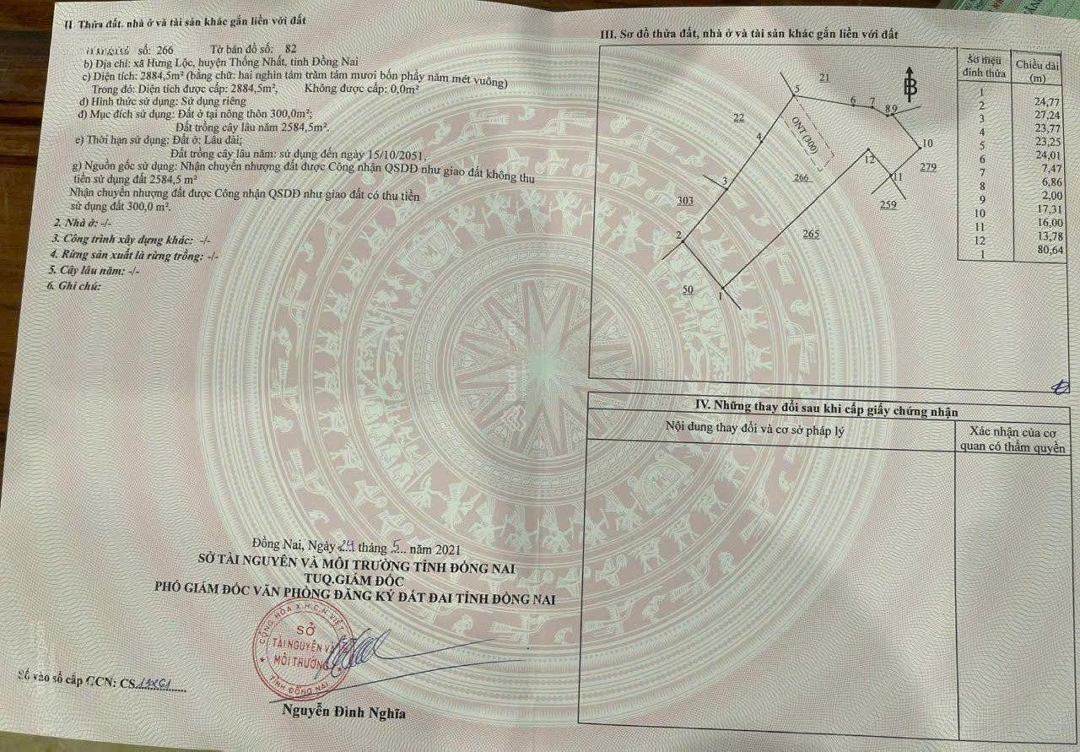 II Thửa đất, nhà ở và tài sản khác gắn liền với đất
số: 266 Tờ bản đồ số: 82
b) Địa chỉ: xã Hưng Lộc, huyện Thống Nhất, tỉnh Đồng Nai
c) Diện tích: 2884,5m² (bằng chữ: hai nghìn tám trăm tám mươi bốn phẩy năm mét vuông)
Trong đó: Diện tích được cấp: 2884,5m², Không được cấp: 0,0m²
d) Hình thức sử dụng: Sử dụng riêng
đ) Mục đích sử dụng: Đất ở tại nông thôn 300,0m²;
Đất trồng cây lâu năm 2584,5m².
e) Thời hạn sử dụng: Đất ở: Lâu dài;
Đất trồng cây lâu năm: sử dụng đến ngày 15/10/2051.
g) Nguồn gốc sử dụng: Nhận chuyển nhượng đất được Công nhận QSDĐ như giao đất không thu
tiền sử dụng đất 2584,5 m²
Nhận chuyển nhượng đất được Công nhận QSDĐ như giao đất có thu tiền
sử dụng đất 300,0 m².
2. Nhà ở: -/-
3. Công trình xây dựng khác: -/-
4. Rừng sản xuất là rừng trồng: -/-
5. Cây lâu năm: -/-
6. Ghi chú:
Đồng Nai, Ngày 24 tháng 5 năm 2021
SỞ TÀI NGUYÊN VÀ MÔI TRƯỜNG TỈNH ĐỒNG NAI
TUQ.GIÁM ĐỐC
PHÓ GIÁM ĐỐC VĂN PHÒNG ĐĂNG KÝ ĐẤT ĐAI TỈNH ĐỒNG NAI
CỘNG HÒA X.H.C.N VIỆT
SỞ
TÀI NGUYÊN VÀ
MÔI TRƯỜNG
TỈNH ĐỒNG NAI
Nguyễn Đình Nghĩa
Số vào sổ cấp GCN: CS
III. Sơ đồ thửa đất, nhà ở và tài sản khác gắn liền với đất
21
5
6 7 8 9
B
22
4
ONT(300)
10
12
279
266
11
3
303
259
2
265
50
1
Số hiệu đỉnh thửa
Chiều dài (m)
1
24,77
2
27,24
3
23,77
4
23,25
5
24,01
6
7,47
7
6,86
8
2,00
9
17,31
10
16,00
11
13,78
12
80,64
1
IV. Những thay đổi sau khi cấp giấy chứng nhận
Nội dung thay đổi và cơ sở pháp lý
Xác nhận của cơ
quan có thẩm quyền